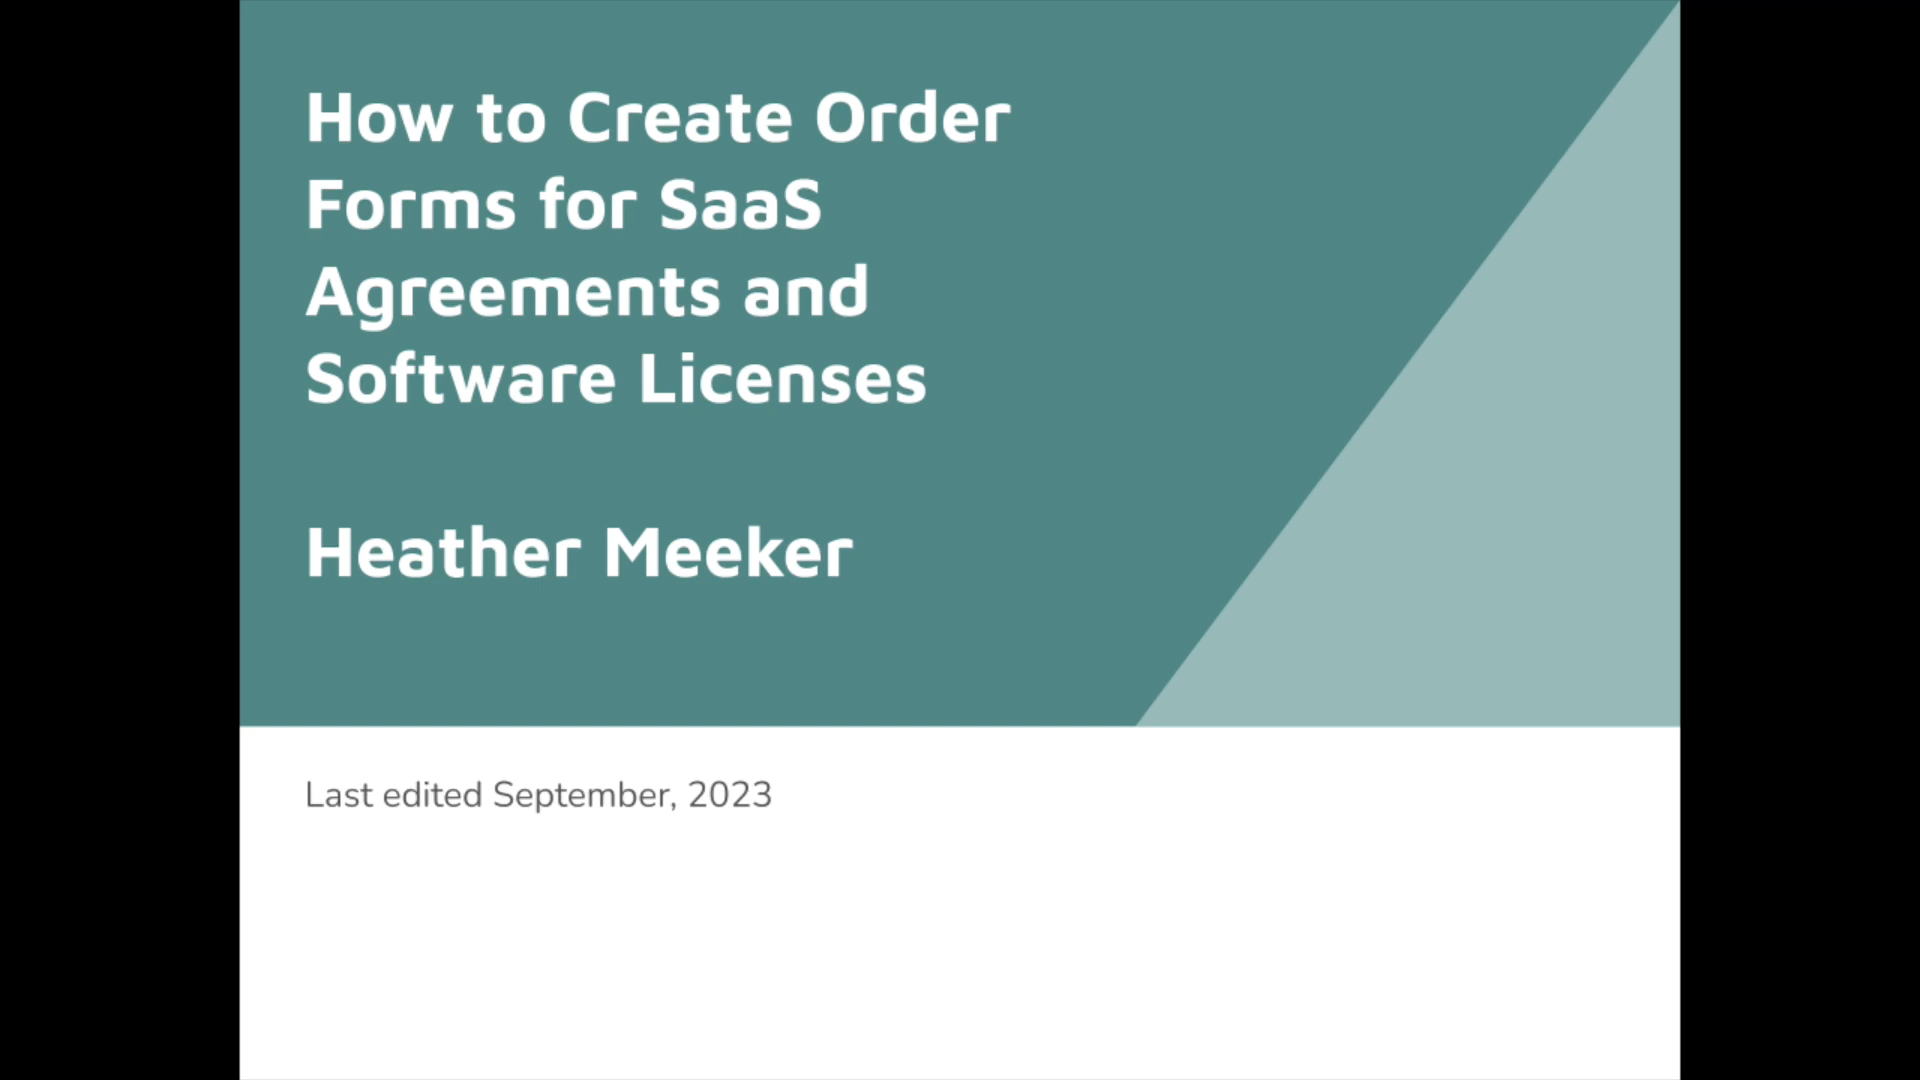 How to Create Order
Forms for SaaS
Agreements and
Software Licenses
Heather Meeker
Last edited September, 2023